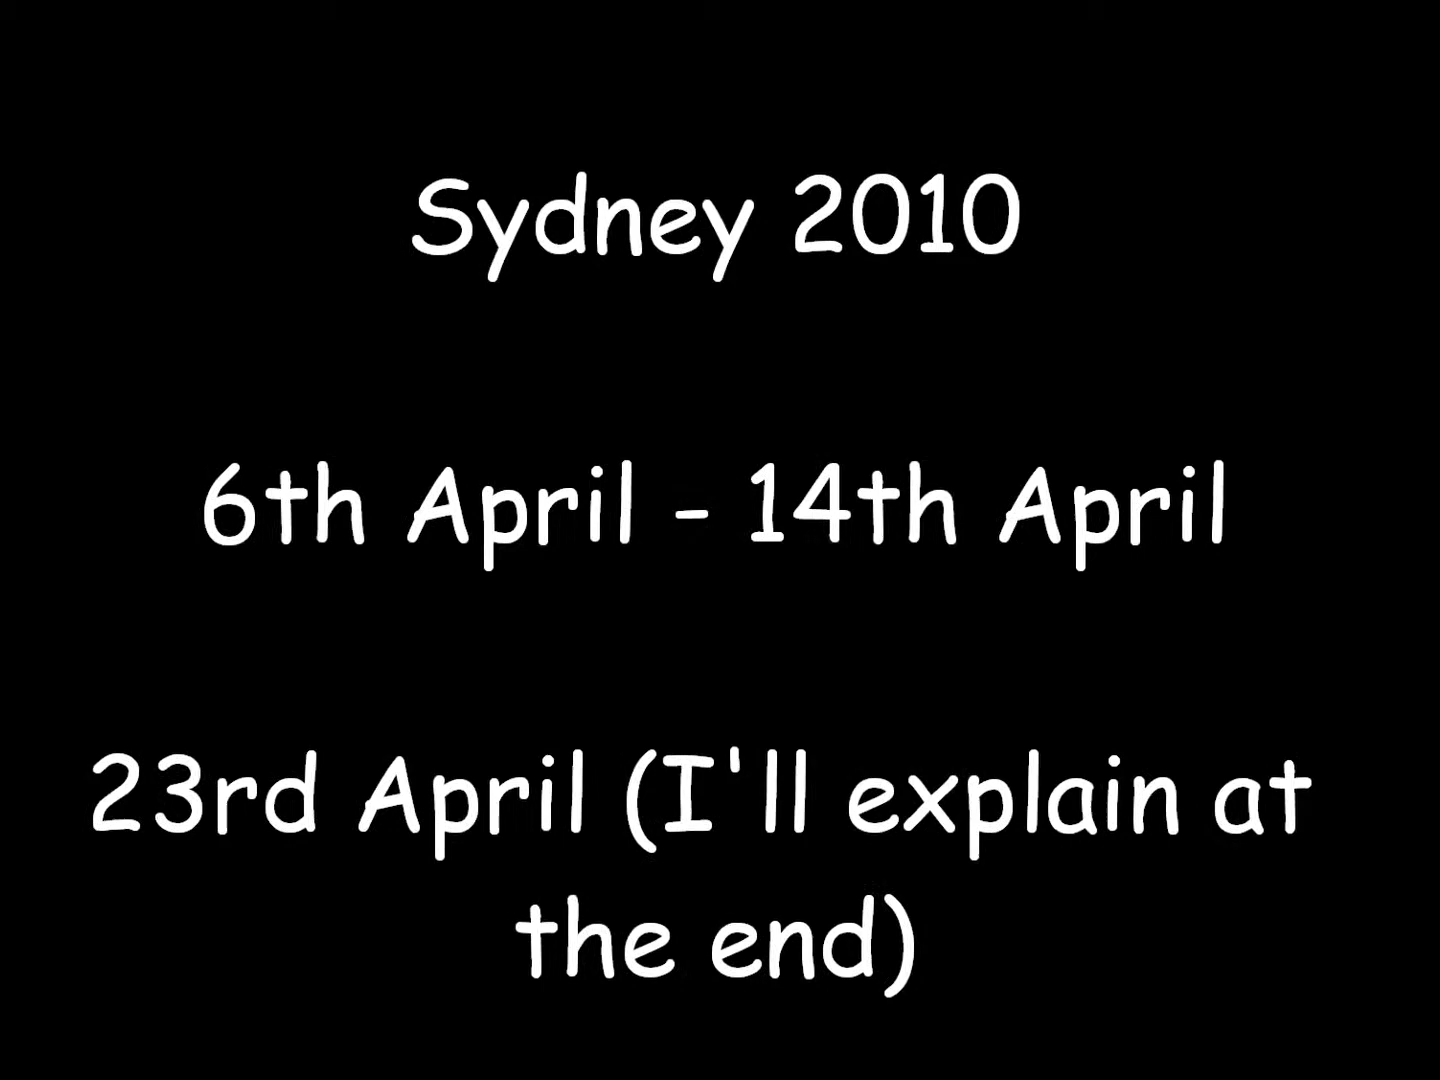 Sydney 2010
6th April - 14th April
23rd April (I'll explain at
the end)